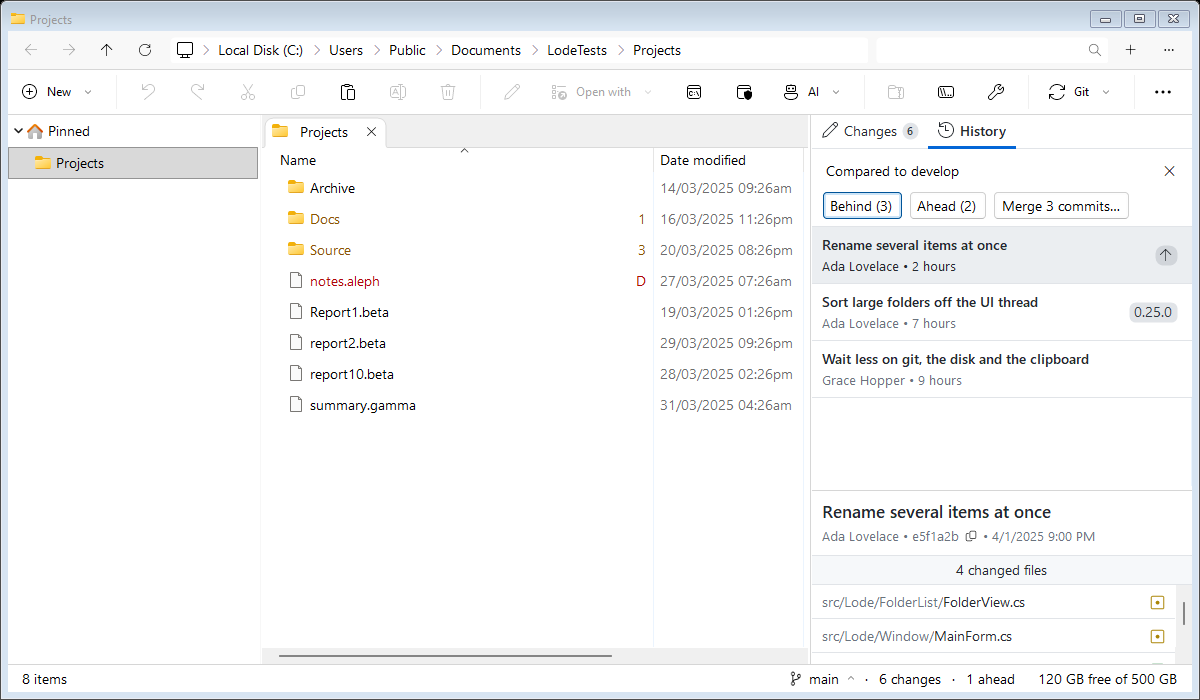 Projects
Local Disk (C:) Users Public Documents LodeTests Projects
New Open with AI Git
Pinned
Projects
Projects
Name Date modified
Archive 14/03/2025 09:26am
Docs 1 16/03/2025 11:26pm
Source 3 20/03/2025 08:26pm
notes.aleph D 27/03/2025 07:26am
Report1.beta 19/03/2025 01:26pm
report2.beta 29/03/2025 09:26pm
report10.beta 28/03/2025 02:26pm
summary.gamma 31/03/2025 04:26am
Changes 6 History
Compared to develop
Behind (3) Ahead (2) Merge 3 commits...
Rename several items at once
Ada Lovelace • 2 hours
Sort large folders off the UI thread
Ada Lovelace • 7 hours
0.25.0
Wait less on git, the disk and the clipboard
Grace Hopper • 9 hours
Rename several items at once
Ada Lovelace • e5f1a2b • 4/1/2025 9:00 PM
4 changed files
src/Lode/FolderList/FolderView.cs
src/Lode/Window/MainForm.cs
8 items main · 6 changes · 1 ahead 120 GB free of 500 GB